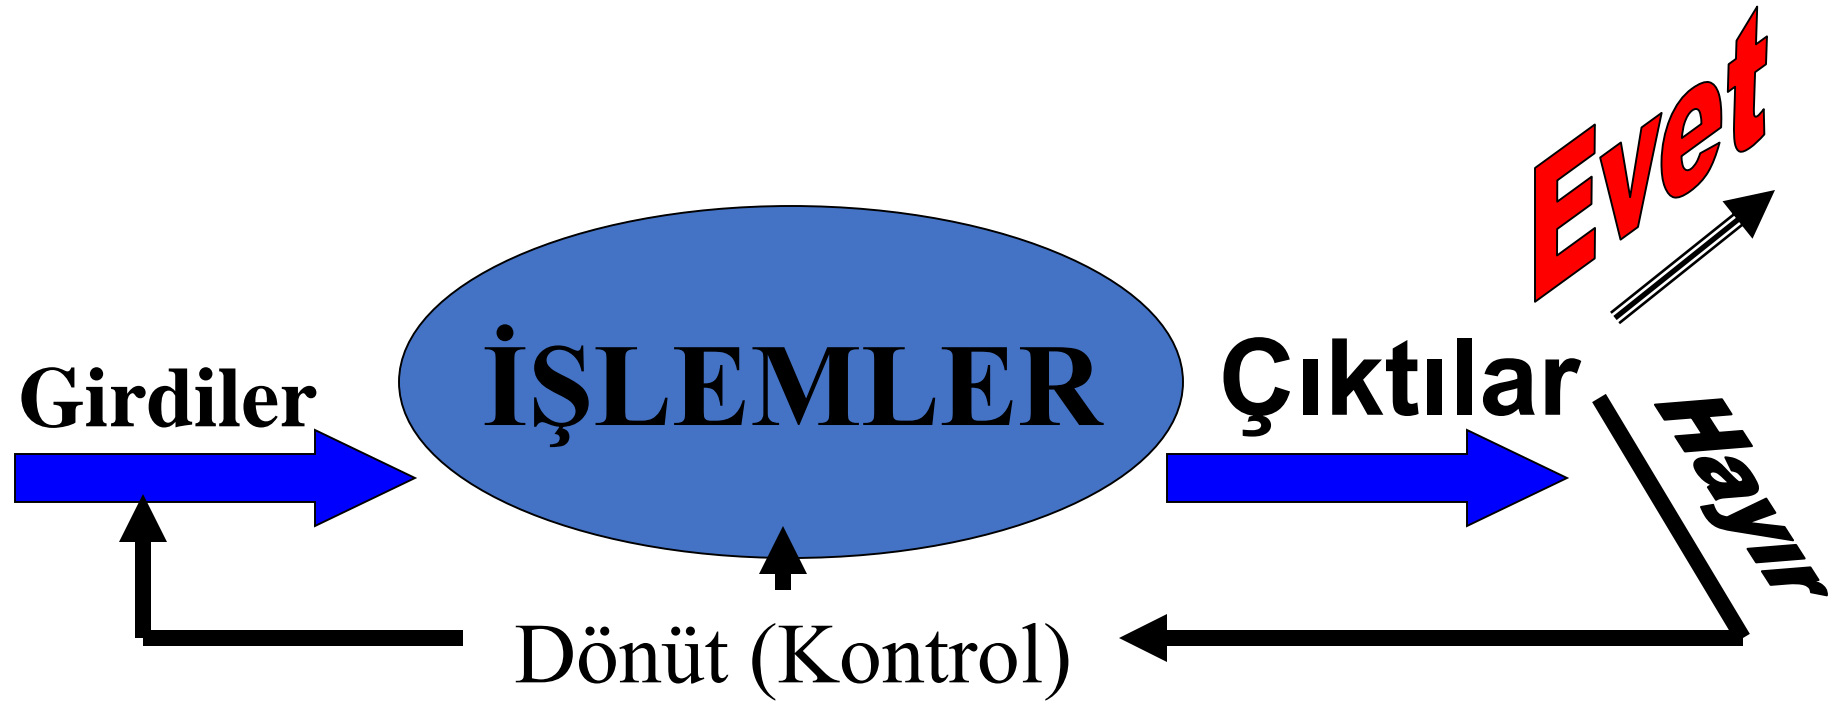 Evet
Girdiler
İŞLEMLER
Çıktılar
Hayır
Dönüt (Kontrol)